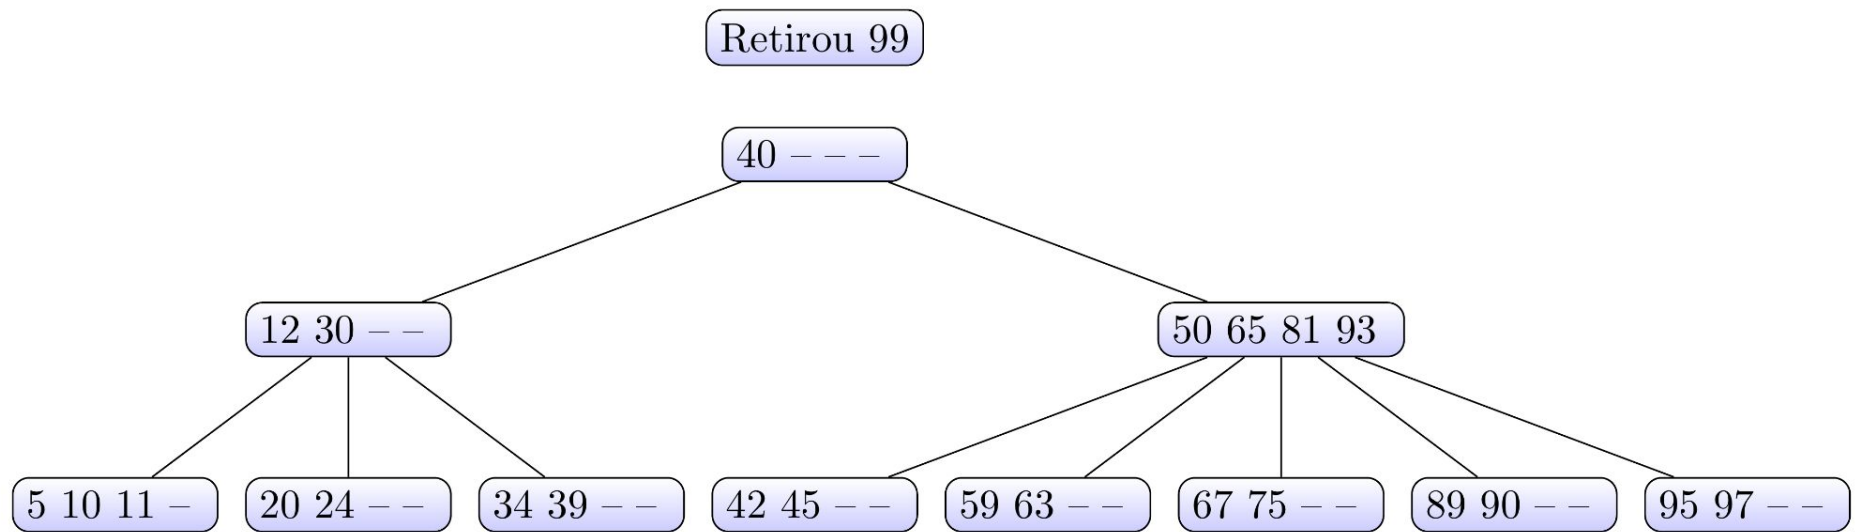 Retirou 99
40 – – –
12 30 – –
50 65 81 93
5 10 11 –
20 24 – –
34 39 – –
42 45 – –
59 63 – –
67 75 – –
89 90 – –
95 97 – –